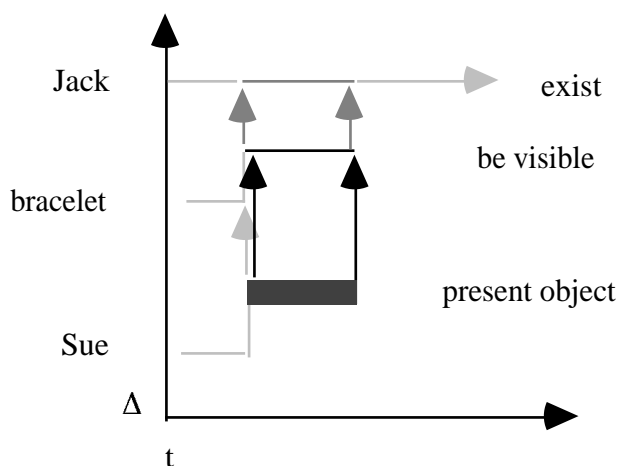 Jack
exist
be visible
bracelet
present object
Sue
Δ
t